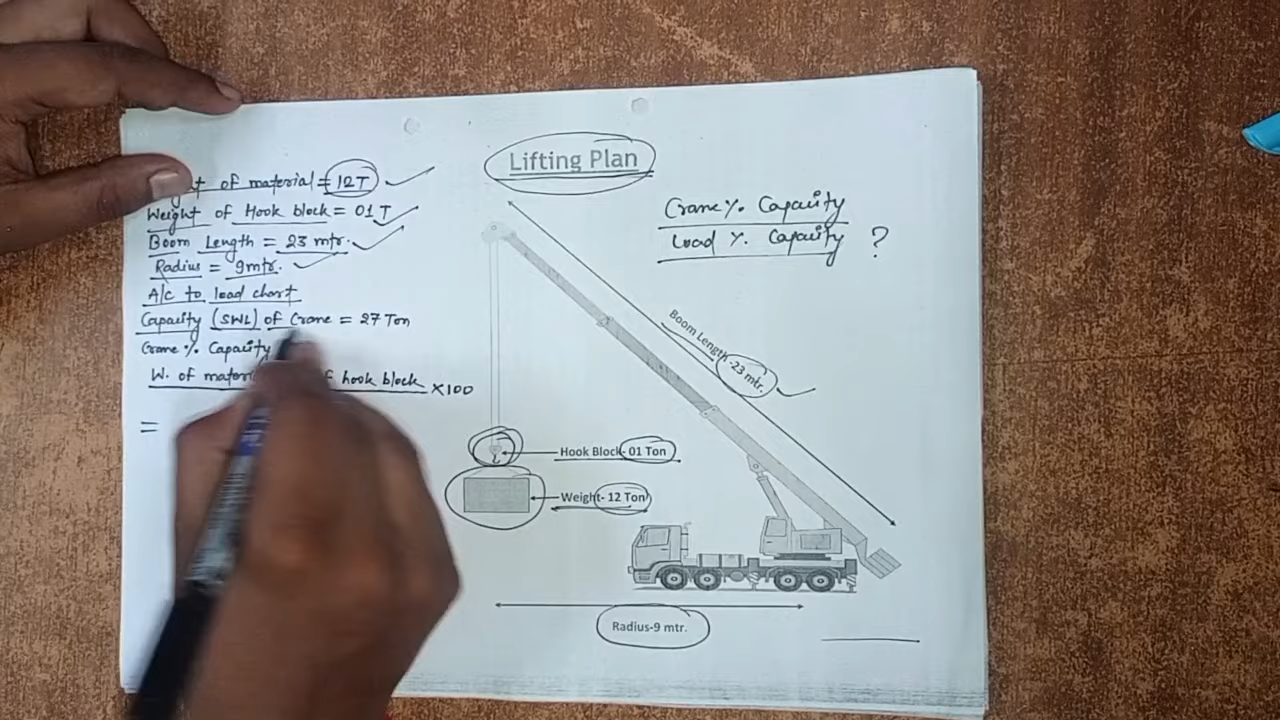 of material = 12T
Weight of Hook block = 01 T
Boom Length = 23 mtr.
Radius = 9mtr.
A/c to load chart
Capacity (SWL) of Crane = 27 Ton
Crane % Capacity
W. of hook block ×100
=
Lifting Plan
Crane %. Capacity
Load %. Capacity ?
Boom Length -23 mtr.
Hook Block- 01 Ton
Weight- 12 Ton
Radius-9 mtr.